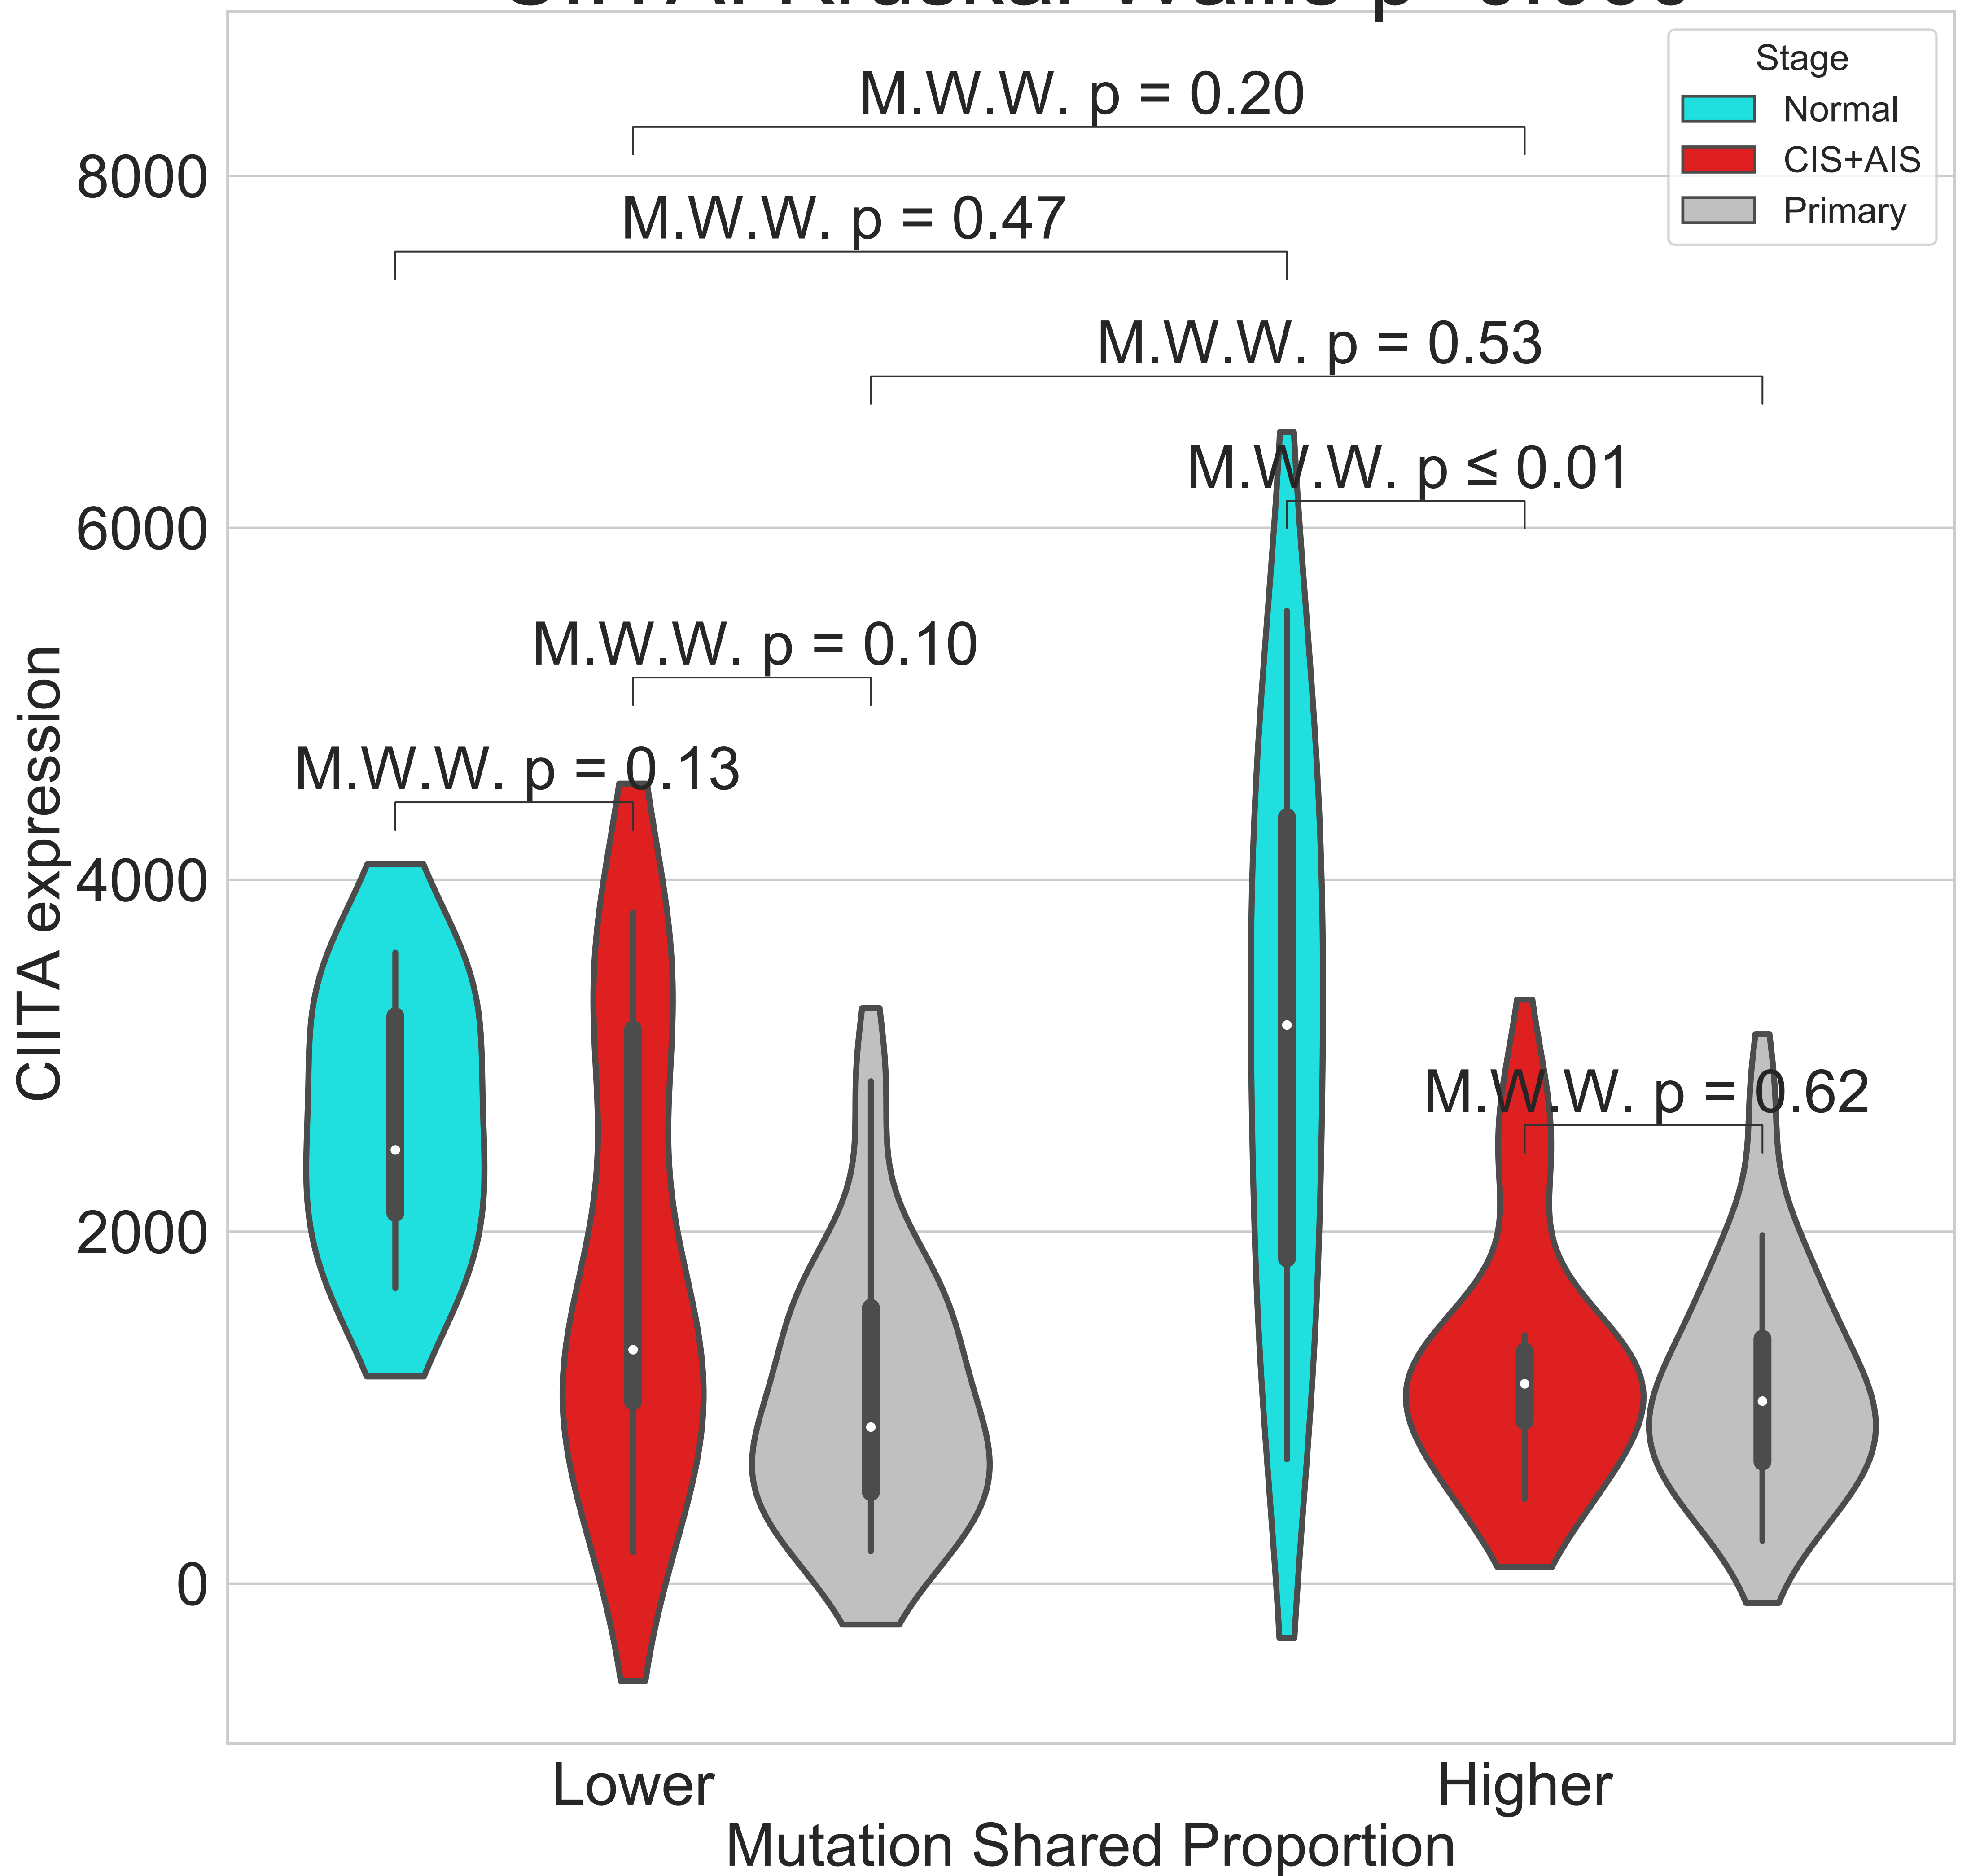 Stage
Normal
CIS+AIS
Primary
M.W.W. p = 0.20
M.W.W. p = 0.47
M.W.W. p = 0.53
M.W.W. p ≤ 0.01
M.W.W. p = 0.10
M.W.W. p = 0.13
M.W.W. p = 0.62
8000
6000
4000
2000
0
CIITA expression
Lower
Higher
Mutation Shared Proportion